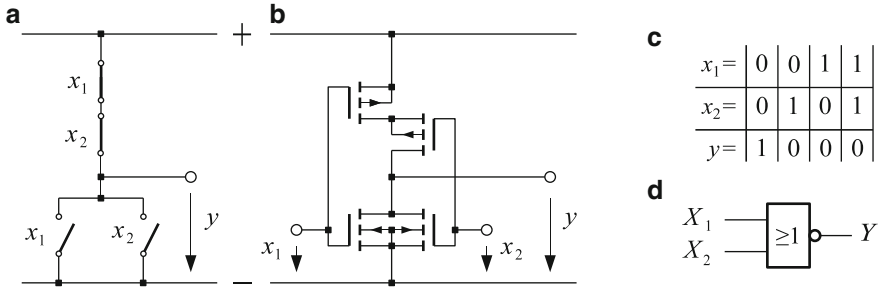 a
+
x₁
x₂
x₁
x₂
y
−
b
x₁
x₂
y
c
x₁= 0 0 1 1
x₂= 0 1 0 1
y= 1 0 0 0
d
X₁
X₂
≥1
Y